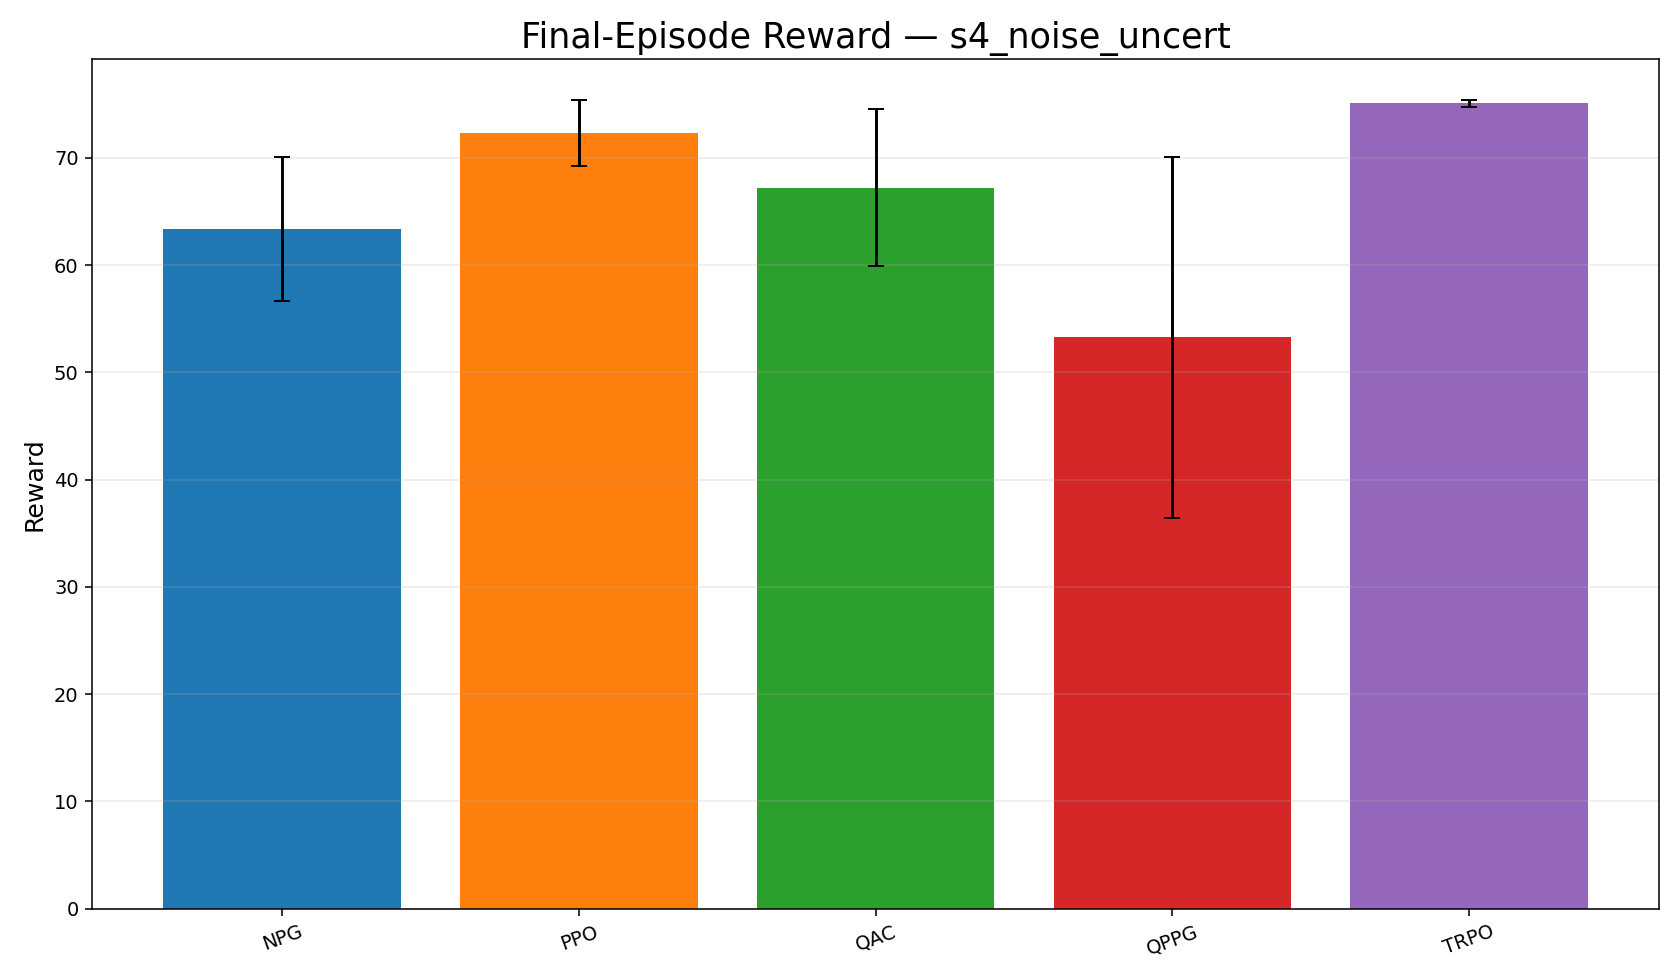 Final-Episode Reward — s4_noise_uncert
Reward
70
60
50
40
30
20
10
0
NPG
PPO
QAC
QPPG
TRPO